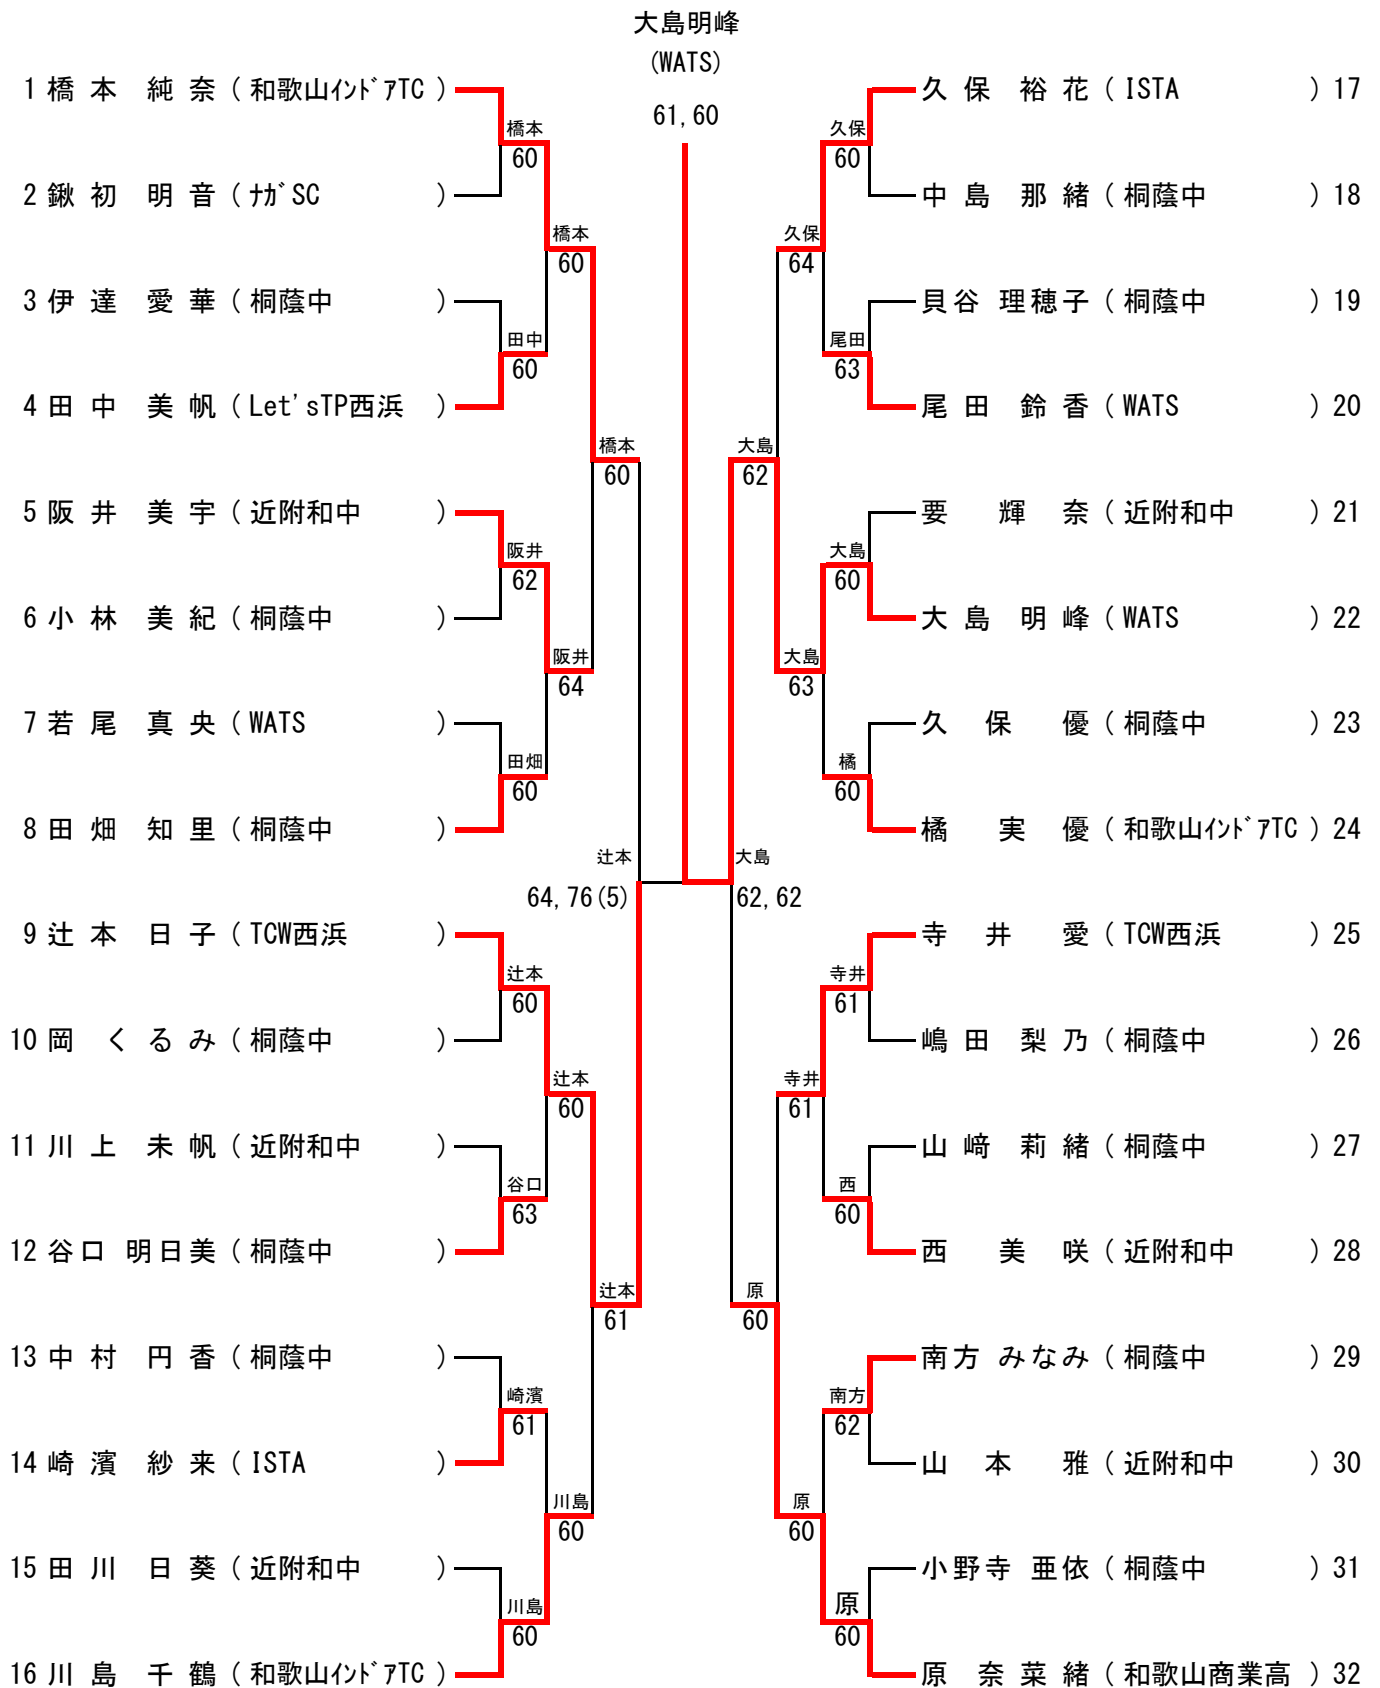 大島明峰
(WATS)
61,60
1 橋本 純奈 ( 和歌山インドアTC )
2 鍬初 明音 ( ナガSC )
3 伊達 愛華 ( 桐蔭中 )
4 田中 美帆 ( Let'sTP西浜 )
5 阪井 美宇 ( 近附和中 )
6 小林 美紀 ( 桐蔭中 )
7 若尾 真央 ( WATS )
8 田畑 知里 ( 桐蔭中 )
9 辻本 日子 ( TCW西浜 )
10 岡 くるみ ( 桐蔭中 )
11 川上 未帆 ( 近附和中 )
12 谷口 明日美 ( 桐蔭中 )
13 中村 円香 ( 桐蔭中 )
14 崎濱 紗来 ( ISTA )
15 田川 日葵 ( 近附和中 )
16 川島 千鶴 ( 和歌山インドアTC )
橋本
60
田中
60
阪井
62
田畑
60
辻本
60
谷口
63
崎濱
61
川島
60
橋本
60
阪井
64
辻本
60
川島
60
橋本
60
辻本
61
辻本
64,76(5)
大島
62,62
大島
62
原
60
久保
64
大島
63
寺井
61
原
60
久保
60
尾田
63
大島
60
橘
60
寺井
61
西
60
南方
62
原
60
久保 裕花 ( ISTA ) 17
中島 那緒 ( 桐蔭中 ) 18
貝谷 理穂子 ( 桐蔭中 ) 19
尾田 鈴香 ( WATS ) 20
要 輝奈 ( 近附和中 ) 21
大島 明峰 ( WATS ) 22
久保 優 ( 桐蔭中 ) 23
橘 実優 ( 和歌山インドアTC ) 24
寺井 愛 ( TCW西浜 ) 25
嶋田 梨乃 ( 桐蔭中 ) 26
山﨑 莉緒 ( 桐蔭中 ) 27
西 美咲 ( 近附和中 ) 28
南方 みなみ ( 桐蔭中 ) 29
山本 雅 ( 近附和中 ) 30
小野寺 亜依 ( 桐蔭中 ) 31
原 奈菜緒 ( 和歌山商業高 ) 32